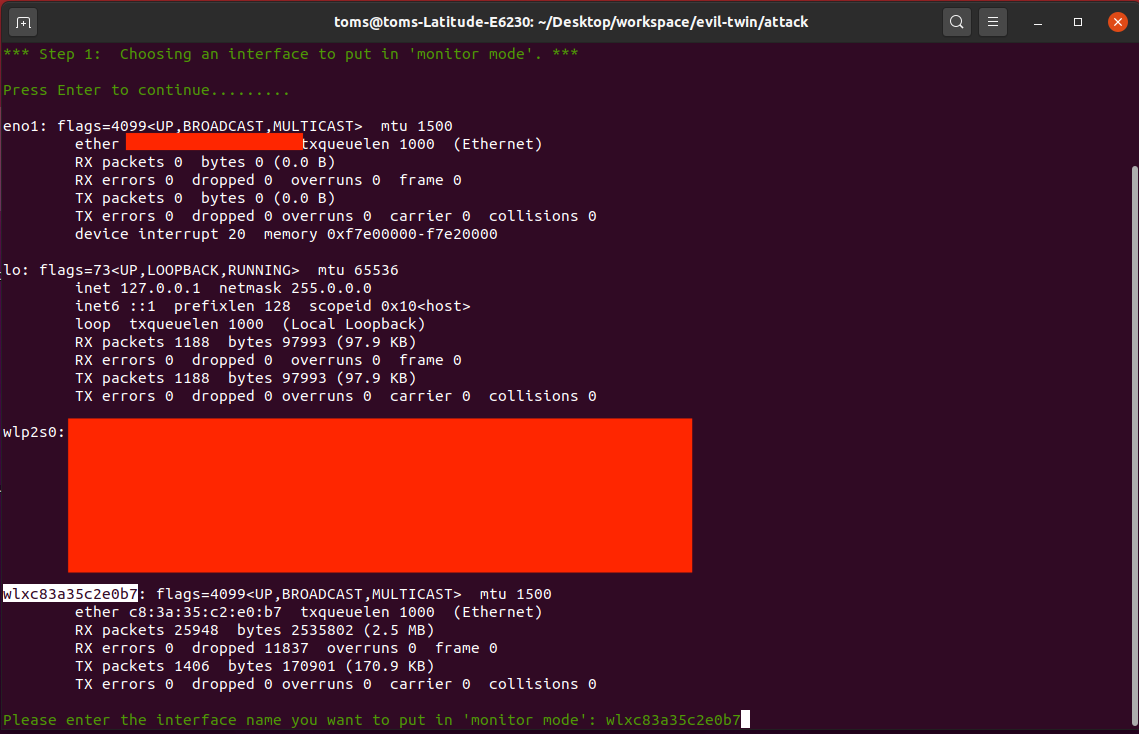 toms@toms-Latitude-E6230: ~/Desktop/workspace/evil-twin/attack
*** Step 1:  Choosing an interface to put in 'monitor mode'. ***
Press Enter to continue.........
eno1: flags=4099<UP,BROADCAST,MULTICAST>  mtu 1500
        ether txqueuelen 1000  (Ethernet)
        RX packets 0  bytes 0 (0.0 B)
        RX errors 0  dropped 0  overruns 0  frame 0
        TX packets 0  bytes 0 (0.0 B)
        TX errors 0  dropped 0 overruns 0  carrier 0  collisions 0
        device interrupt 20  memory 0xf7e00000-f7e20000
lo: flags=73<UP,LOOPBACK,RUNNING>  mtu 65536
        inet 127.0.0.1  netmask 255.0.0.0
        inet6 ::1  prefixlen 128  scopeid 0x10<host>
        loop  txqueuelen 1000  (Local Loopback)
        RX packets 1188  bytes 97993 (97.9 KB)
        RX errors 0  dropped 0  overruns 0  frame 0
        TX packets 1188  bytes 97993 (97.9 KB)
        TX errors 0  dropped 0 overruns 0  carrier 0  collisions 0
wlp2s0:
wlxc83a35c2e0b7: flags=4099<UP,BROADCAST,MULTICAST>  mtu 1500
        ether c8:3a:35:c2:e0:b7  txqueuelen 1000  (Ethernet)
        RX packets 25948  bytes 2535802 (2.5 MB)
        RX errors 0  dropped 11837  overruns 0  frame 0
        TX packets 1406  bytes 170901 (170.9 KB)
        TX errors 0  dropped 0 overruns 0  carrier 0  collisions 0
Please enter the interface name you want to put in 'monitor mode': wlxc83a35c2e0b7